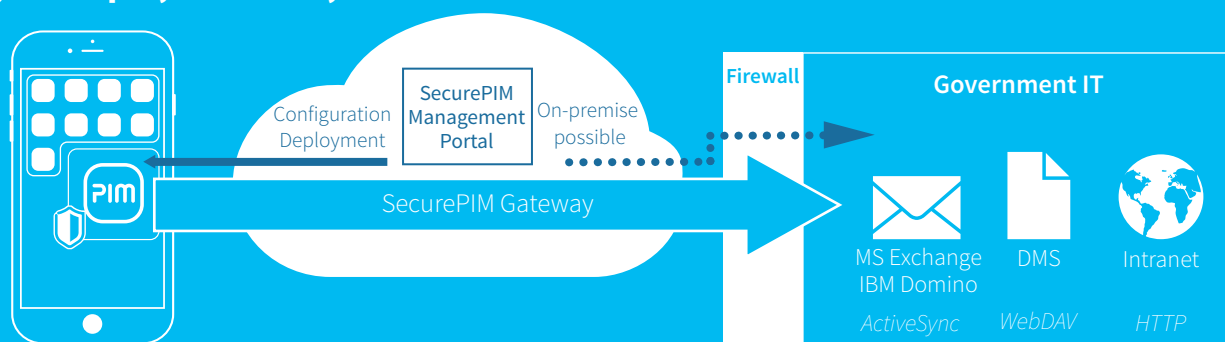 PIM
Configuration
Deployment
SecurePIM
Management
Portal
On-premise
possible
SecurePIM Gateway
Firewall
Government IT
MS Exchange
IBM Domino
ActiveSync
DMS
WebDAV
Intranet
HTTP